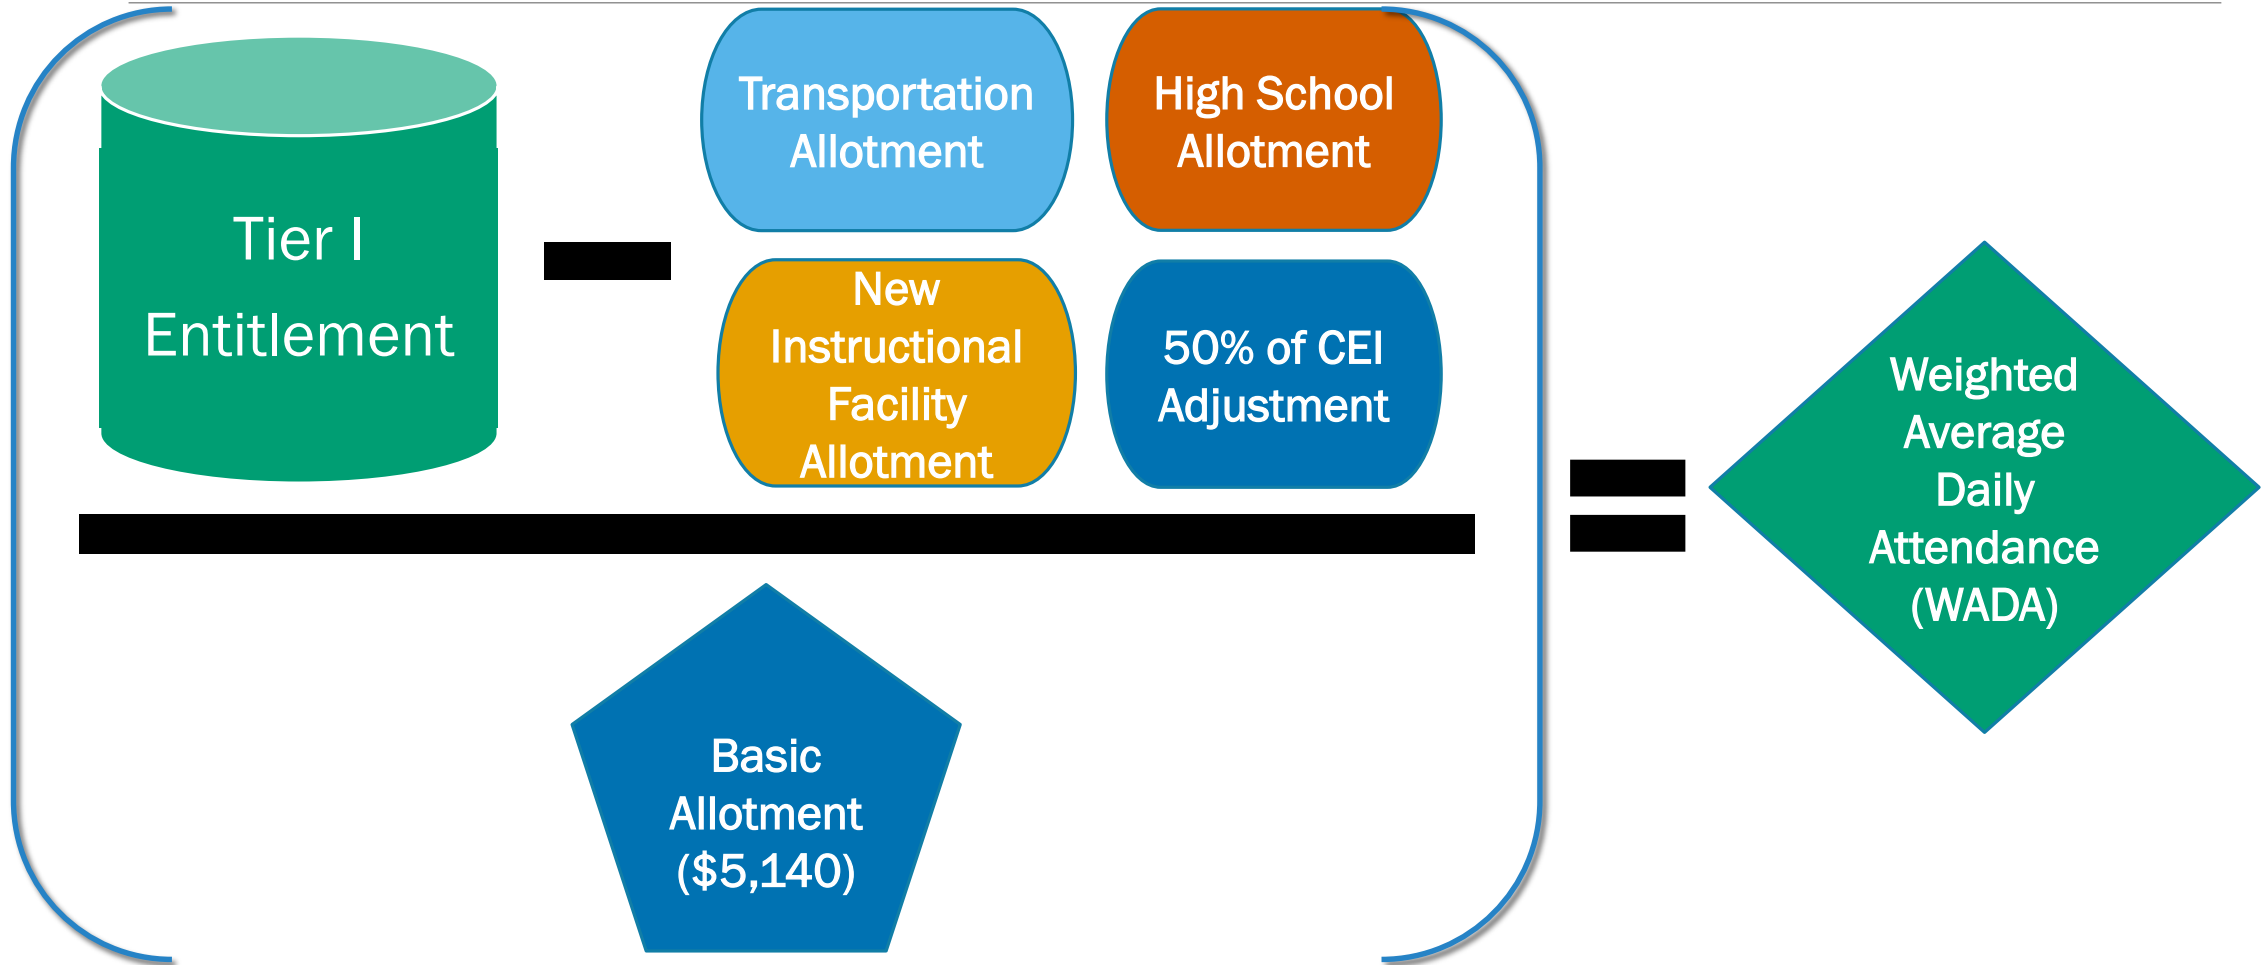 Tier I
Entitlement
Transportation
Allotment
High School
Allotment
New
Instructional
Facility
Allotment
50% of CEI
Adjustment
Basic
Allotment
($5,140)
Weighted
Average
Daily
Attendance
(WADA)